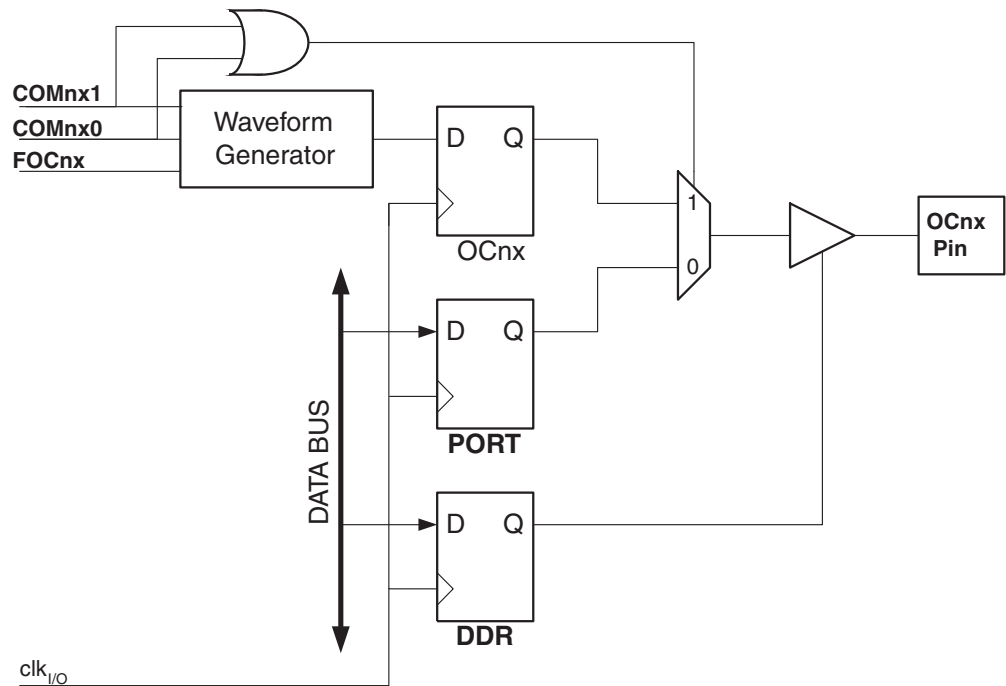 COMnx1
COMnx0
FOCnx
Waveform
Generator
D Q
OCnx
1
0
OCnx
Pin
D Q
PORT
D Q
DDR
DATA BUS
clkI/O